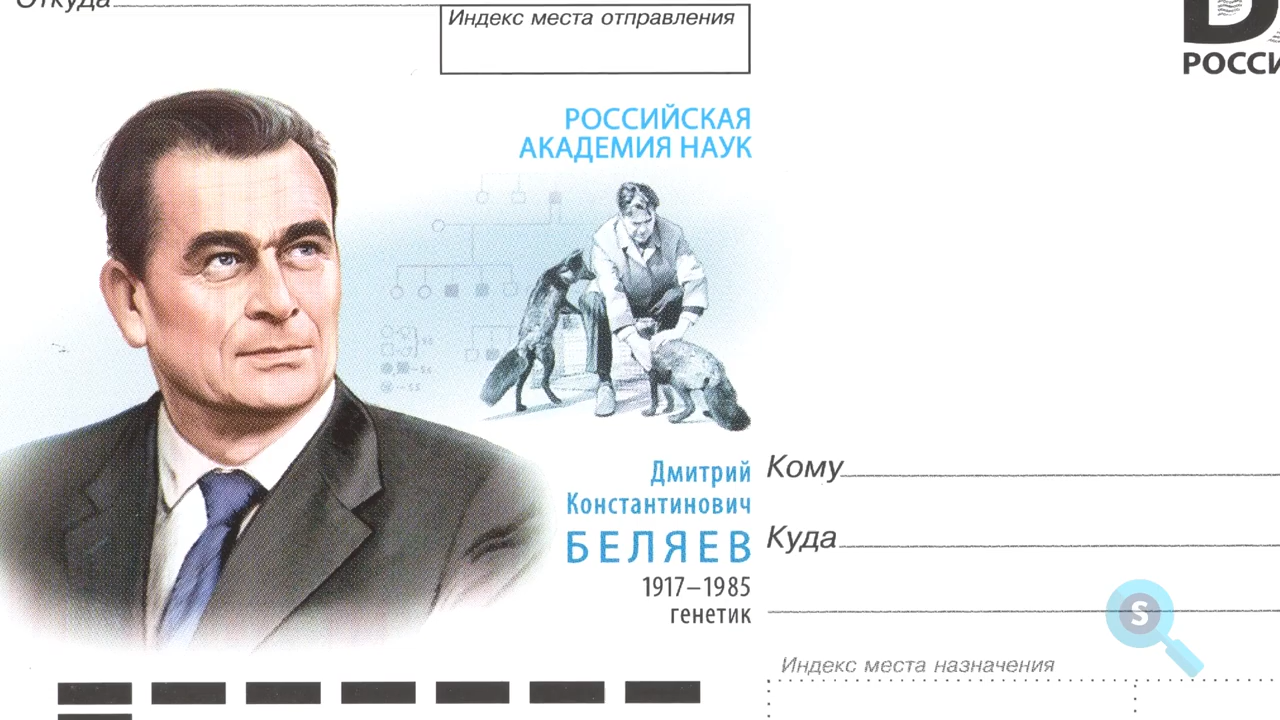 Откуда
Индекс места отправления
РОССИ
РОССИЙСКАЯ
АКАДЕМИЯ НАУК
Дмитрий
Константинович
БЕЛЯЕВ
1917–1985
генетик
Кому
Куда
S
Индекс места назначения